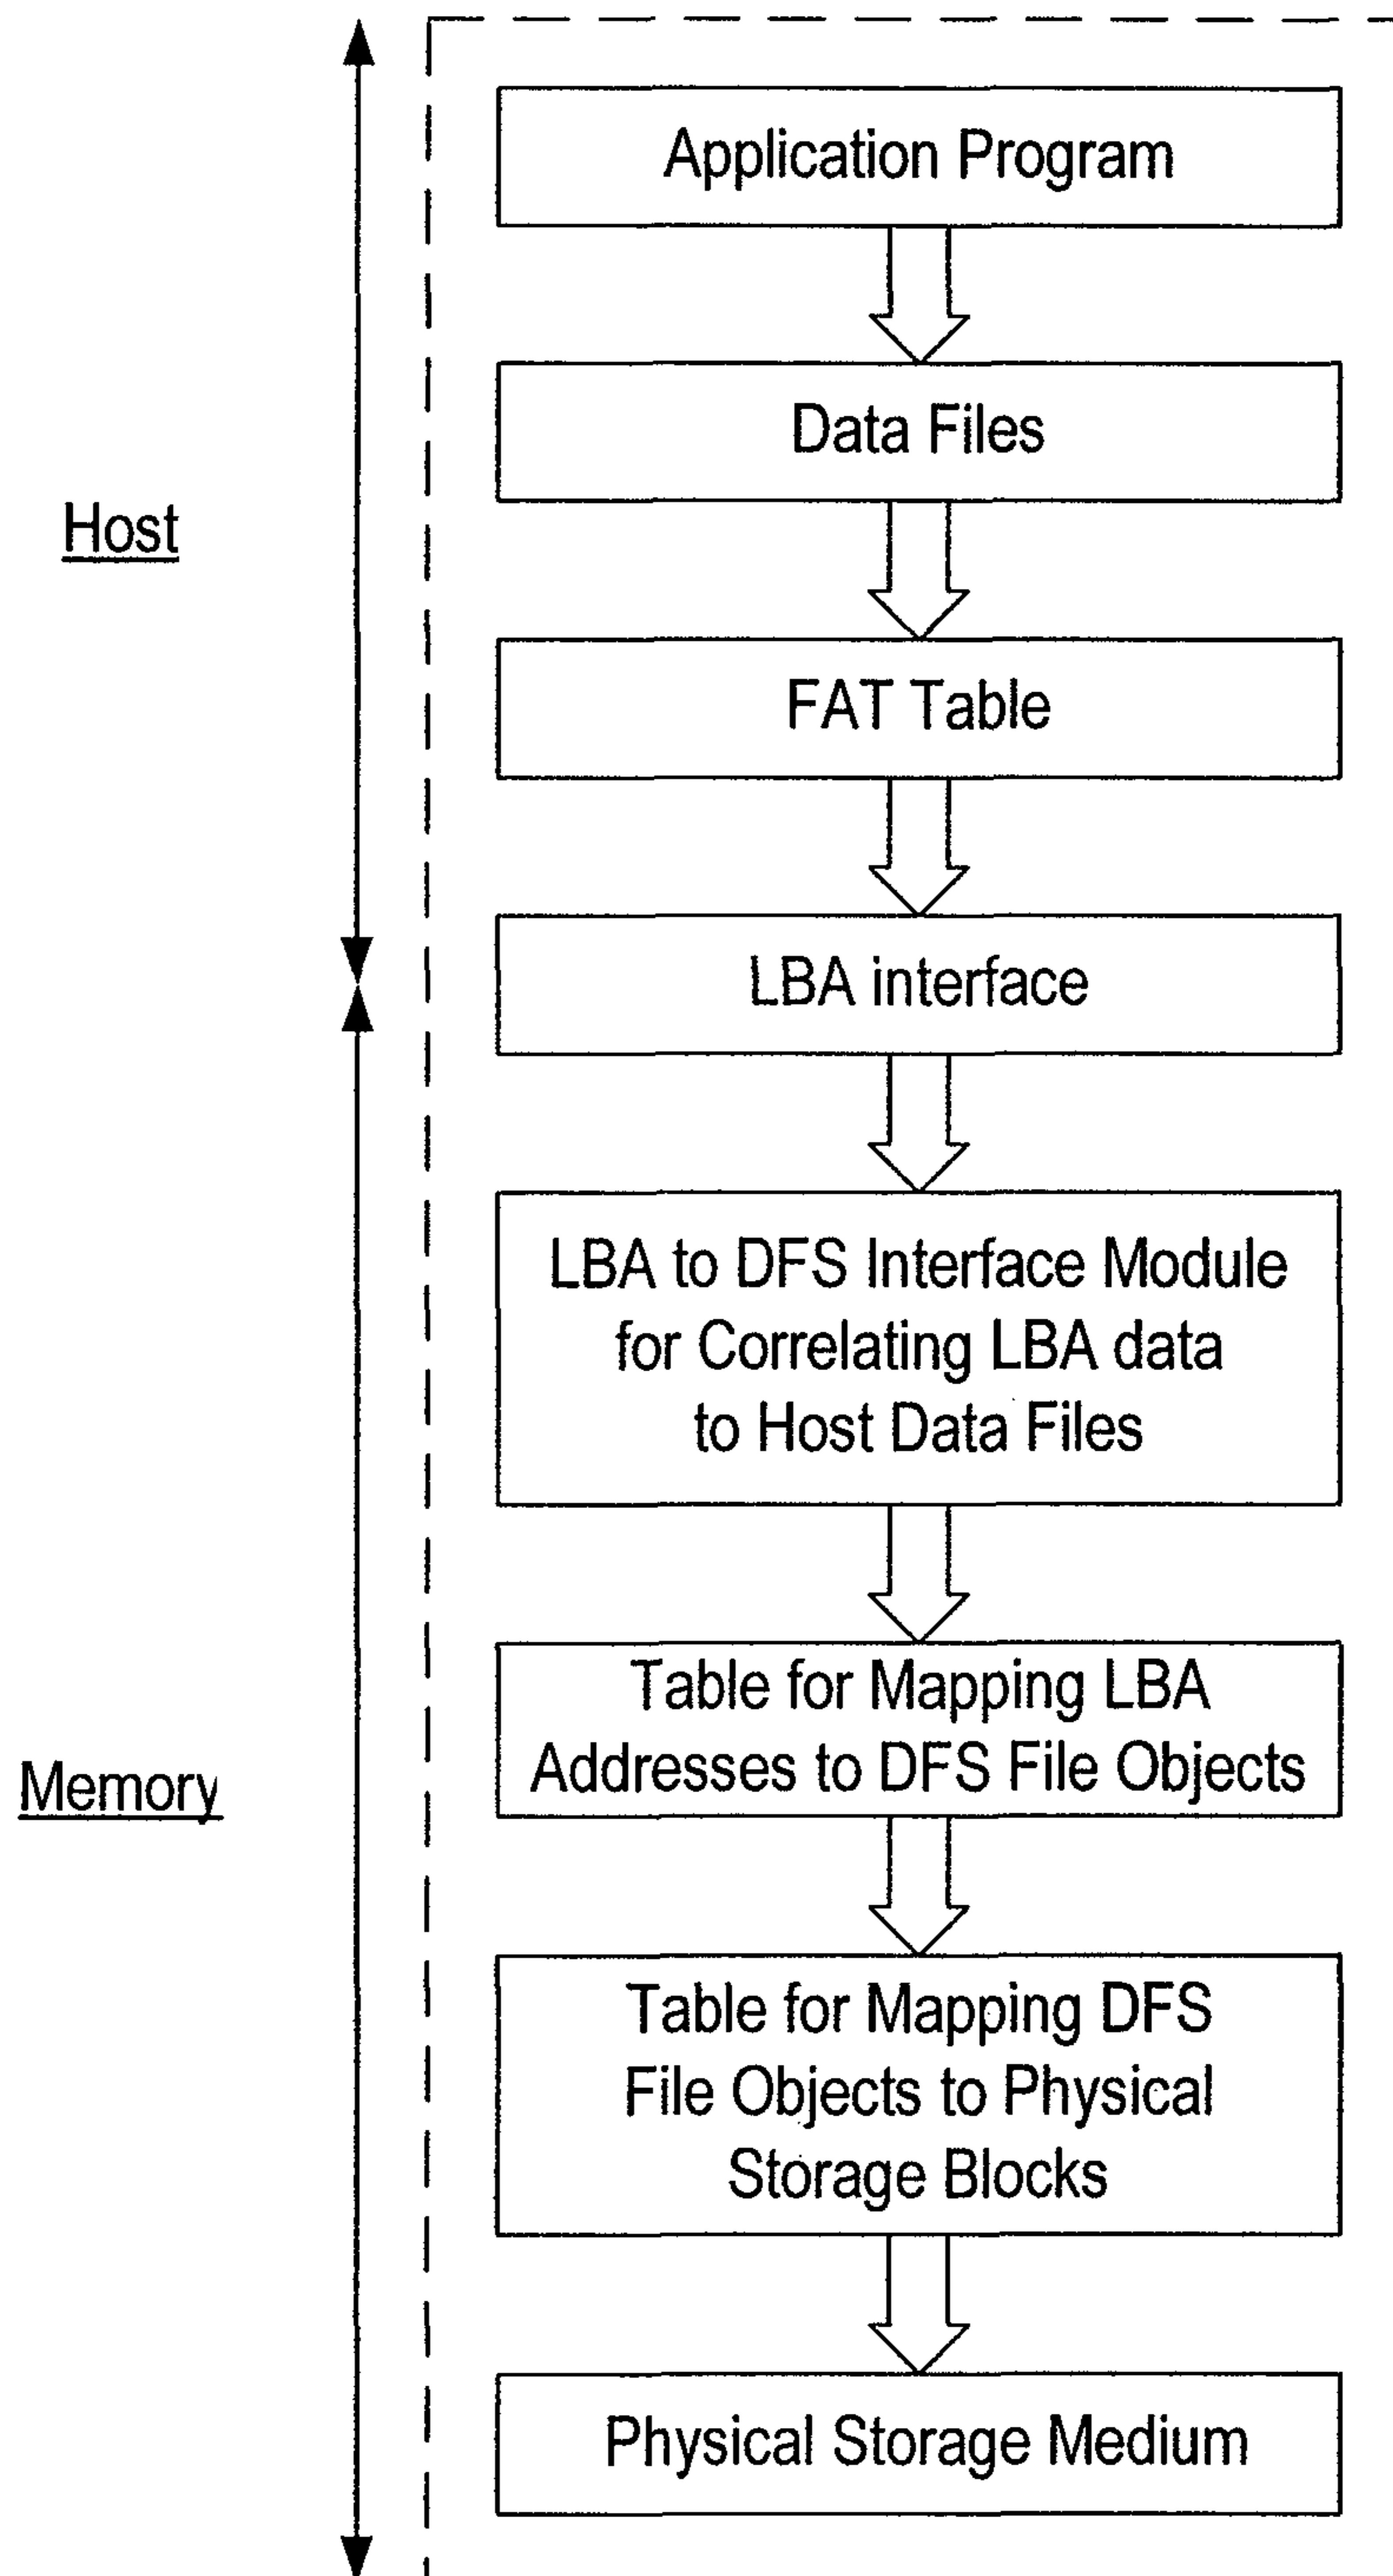 Application Program
Data Files
Host
FAT Table
LBA interface
LBA to DFS Interface Module
for Correlating LBA data
to Host Data Files
Table for Mapping LBA
Addresses to DFS File Objects
Memory
Table for Mapping DFS
File Objects to Physical
Storage Blocks
Physical Storage Medium